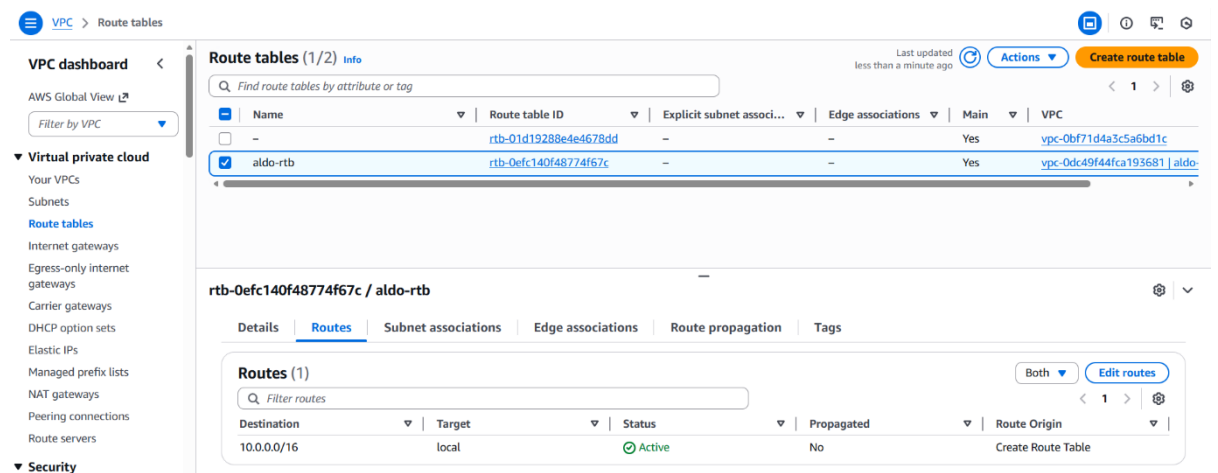 VPC > Route tables
VPC dashboard
AWS Global View
Filter by VPC
Virtual private cloud
Your VPCs
Subnets
Route tables
Internet gateways
Egress-only internet
gateways
Carrier gateways
DHCP option sets
Elastic IPs
Managed prefix lists
NAT gateways
Peering connections
Route servers
Security
Route tables (1/2) Info
Last updated
less than a minute ago
Actions
Create route table
Find route tables by attribute or tag
1
Name Route table ID Explicit subnet associ... Edge associations Main VPC
– rtb-01d19288e4e4678dd – – Yes vpc-0bf71d4a3c5a6bd1c
aldo-rtb rtb-0efc140f48774f67c – – Yes vpc-0dc49f44fca193681 | aldo-
rtb-0efc140f48774f67c / aldo-rtb
Details Routes Subnet associations Edge associations Route propagation Tags
Routes (1)
Both
Edit routes
Filter routes
1
Destination Target Status Propagated Route Origin
10.0.0.0/16 local Active No Create Route Table